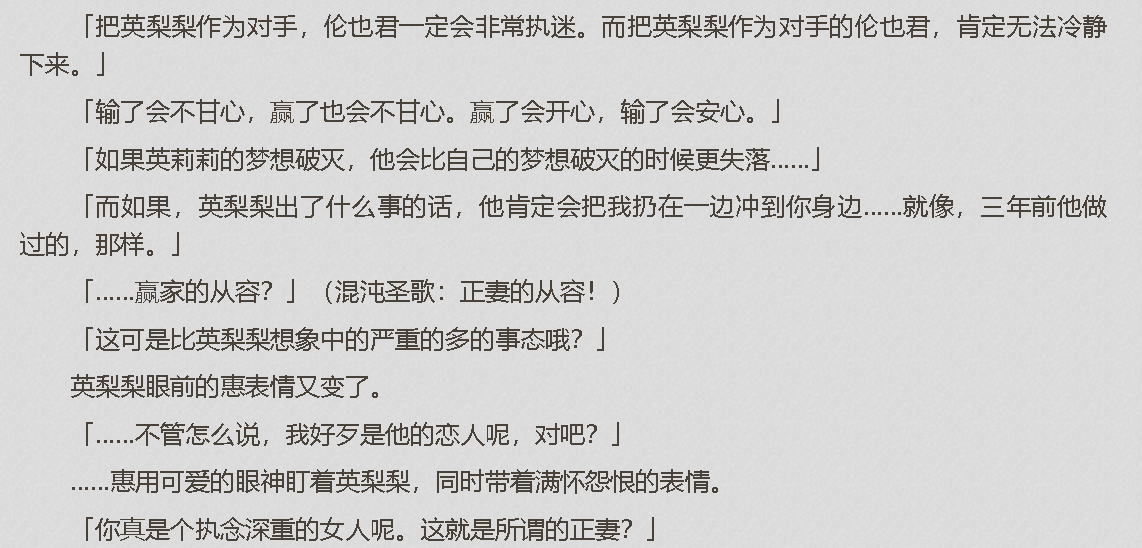 「把英梨梨作为对手，伦也君一定会非常执迷。而把英梨梨作为对手的伦也君，肯定无法冷静
下来。」
「输了会不甘心，赢了也会不甘心。赢了会开心，输了会安心。」
「如果英莉莉的梦想破灭，他会比自己的梦想破灭的时候更失落......」
「而如果，英梨梨出了什么事的话，他肯定会把我扔在一边冲到你身边......就像，三年前他做
过的，那样。」
「......赢家的从容？」（混沌圣歌：正妻的从容！）
「这可是比英梨梨想象中的严重的多的事态哦？」
英梨梨眼前的惠表情又变了。
「......不管怎么说，我好歹是他的恋人呢，对吧？」
......惠用可爱的眼神盯着英梨梨，同时带着满怀怨恨的表情。
「你真是个执念深重的女人呢。这就是所谓的正妻？」